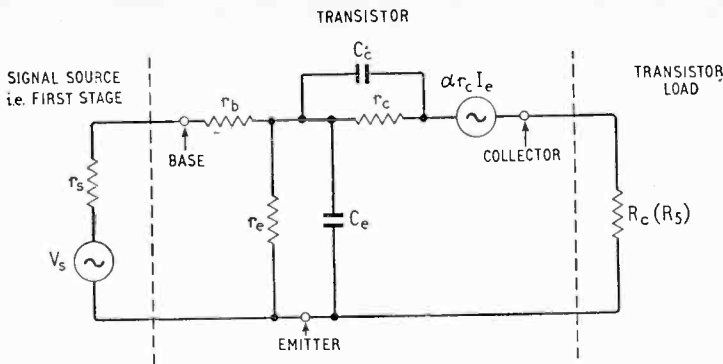 TRANSISTOR
SIGNAL SOURCE
i.e. FIRST STAGE
TRANSISTOR
LOAD
Cc
αrcIe
rb
rc
BASE
COLLECTOR
rs
re
Ce
Rc (R5)
Vs
EMITTER